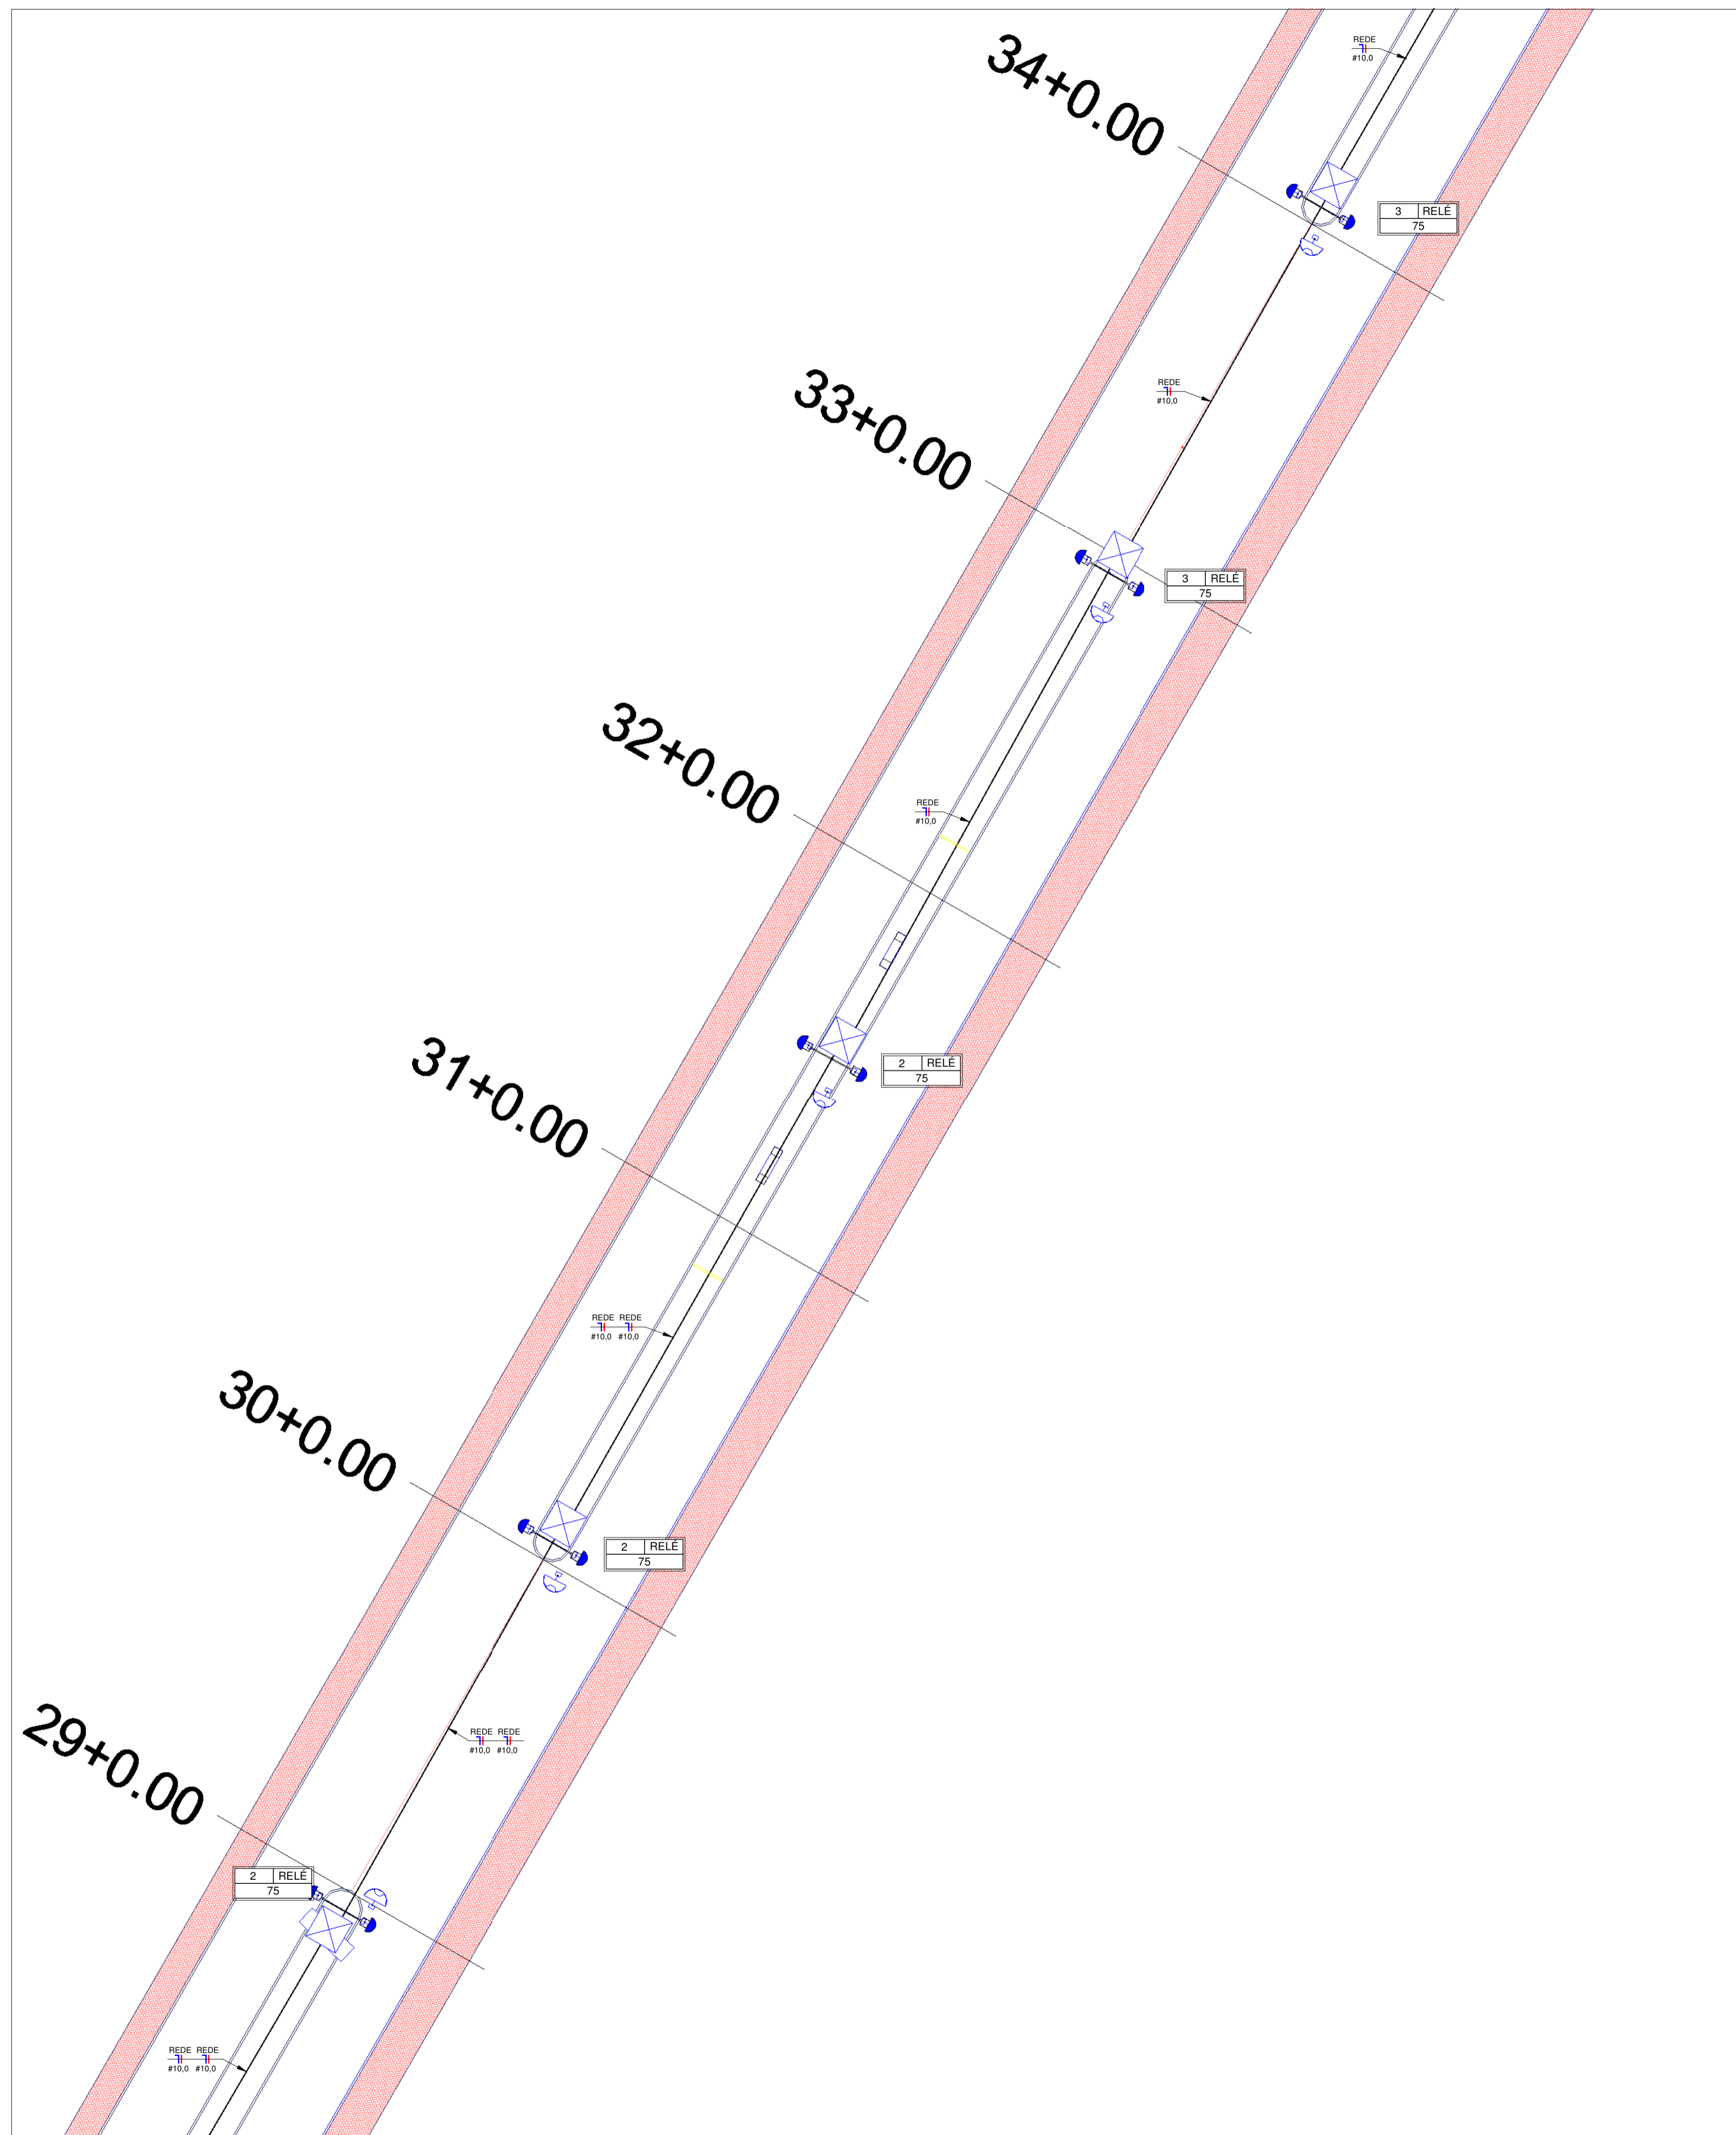 REDE
#10,0
34+0.00
3 RELÉ
75
REDE
#10,0
33+0.00
3 RELÉ
75
32+0.00
REDE
#10,0
31+0.00
2 RELÉ
75
REDE REDE
#10,0 #10,0
30+0.00
2 RELÉ
75
29+0.00
REDE REDE
#10,0 #10,0
2 RELÉ
75
REDE REDE
#10,0 #10,0